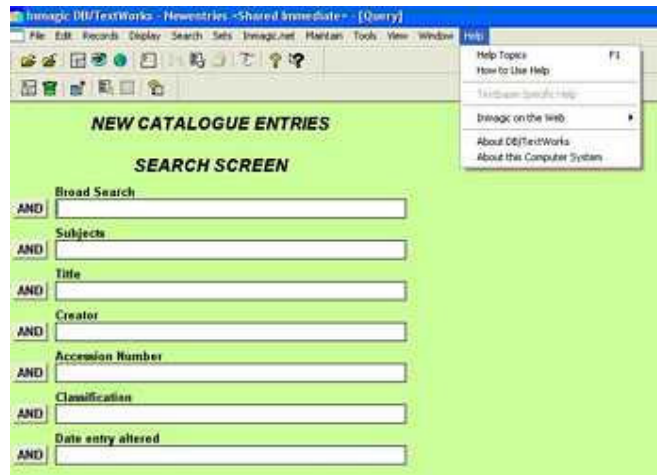 Inmagic DB/TextWorks - Newentries -Shared Immediate- - [Query]
File Edit Records Display Search Sets Inmagic.net Maintain Tools View Window Help
Help Topics F1
How to Use Help
Textbase Specific Help
Inmagic on the Web
About DB/TextWorks
About this Computer System
NEW CATALOGUE ENTRIES
SEARCH SCREEN
Broad Search
AND
Subjects
AND
Title
AND
Creator
AND
Accession Number
AND
Classification
AND
Date entry altered
AND